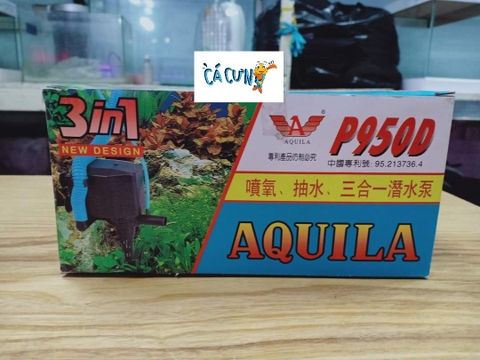 CÁ CƯNG
3in1
NEW DESIGN
AQUILA
專利產品仿制必究
P950D
中國專利號: 95.213736.4
噴氧、抽水、三合一潛水泵
AQUILA